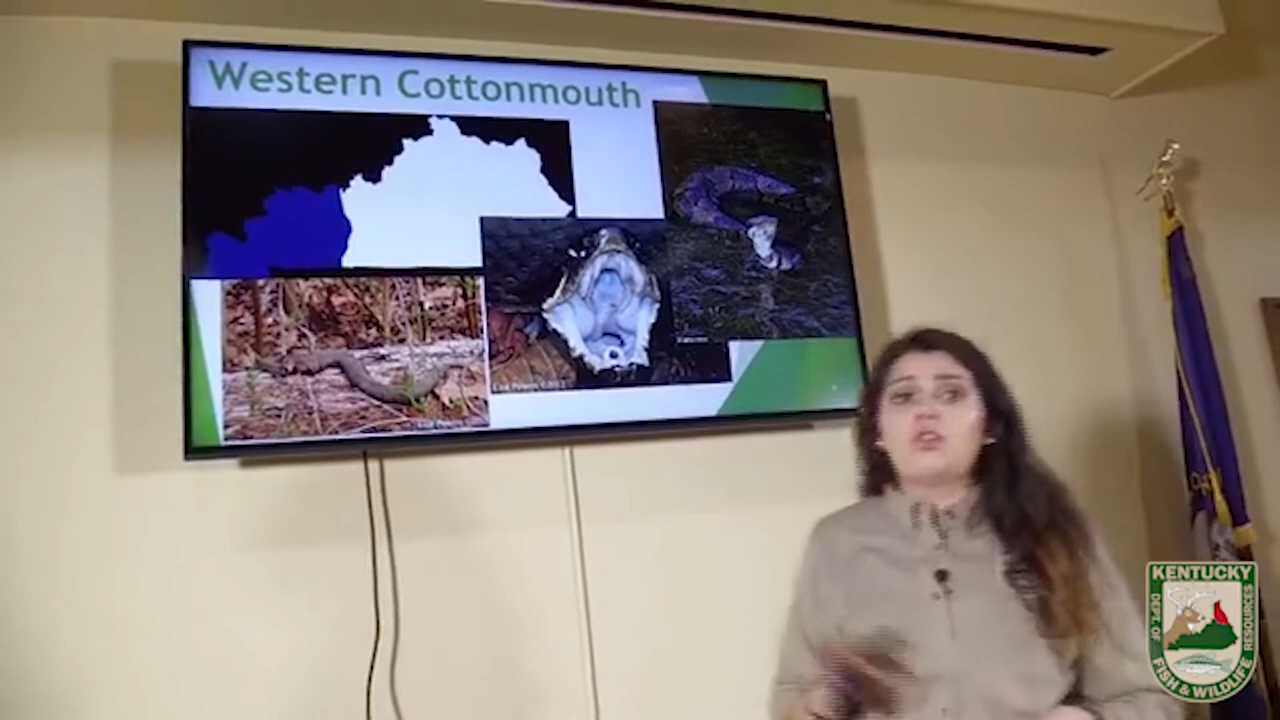 Western Cottonmouth
KENTUCKY
DEPT. OF
RESOURCES
FISH & WILDLIFE